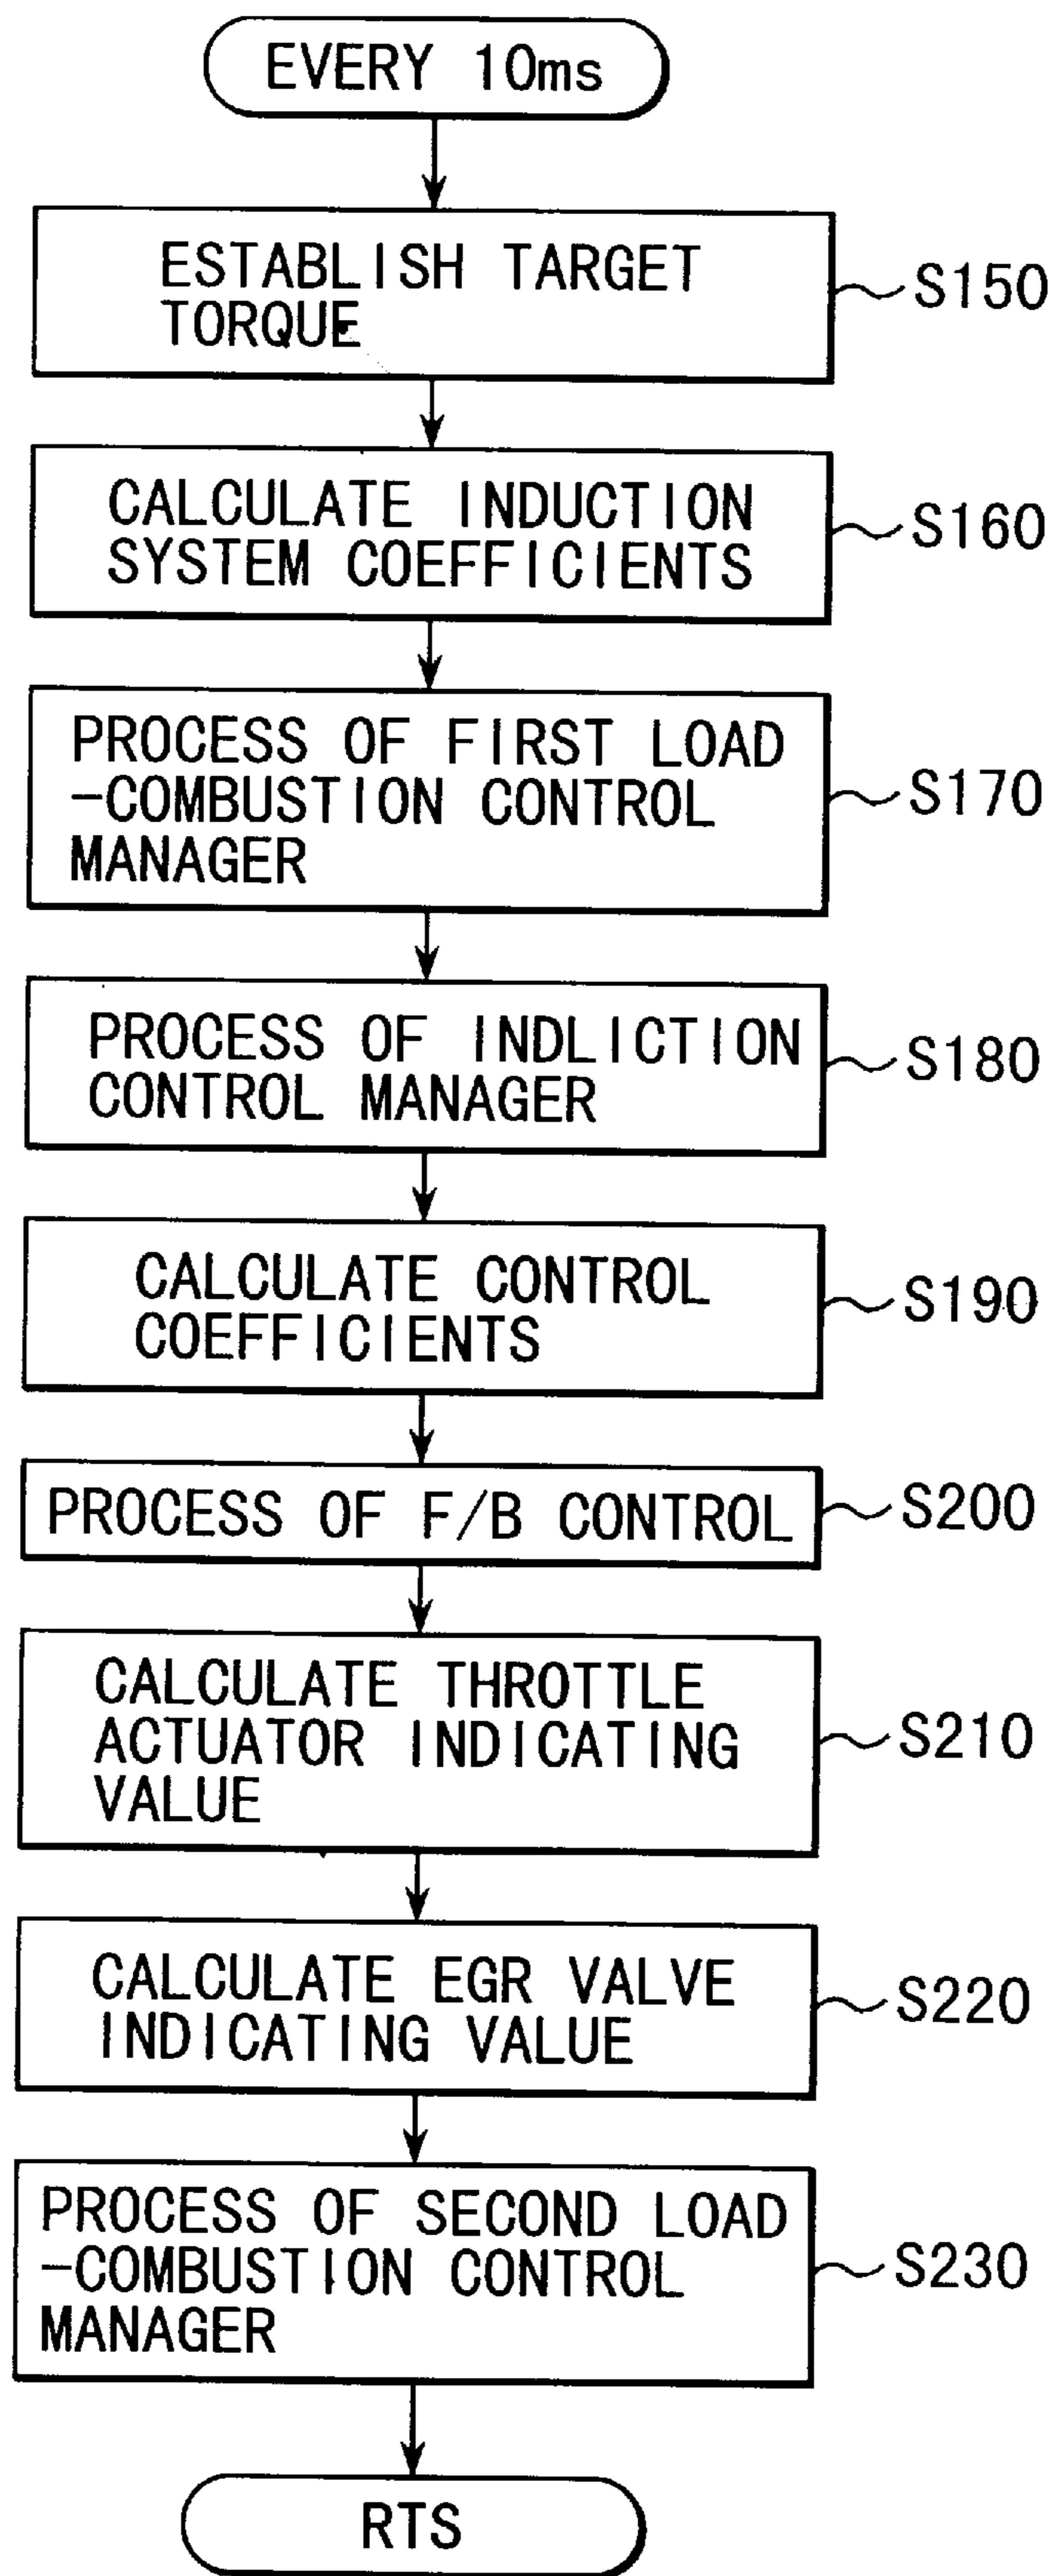 EVERY 10ms
ESTABLISH TARGET
TORQUE
S150
CALCULATE INDUCTION
SYSTEM COEFFICIENTS
S160
PROCESS OF FIRST LOAD
-COMBUSTION CONTROL
MANAGER
S170
PROCESS OF INDLICTION
CONTROL MANAGER
S180
CALCULATE CONTROL
COEFFICIENTS
S190
PROCESS OF F/B CONTROL
S200
CALCULATE THROTTLE
ACTUATOR INDICATING
VALUE
S210
CALCULATE EGR VALVE
INDICATING VALUE
S220
PROCESS OF SECOND LOAD
-COMBUSTION CONTROL
MANAGER
S230
RTS